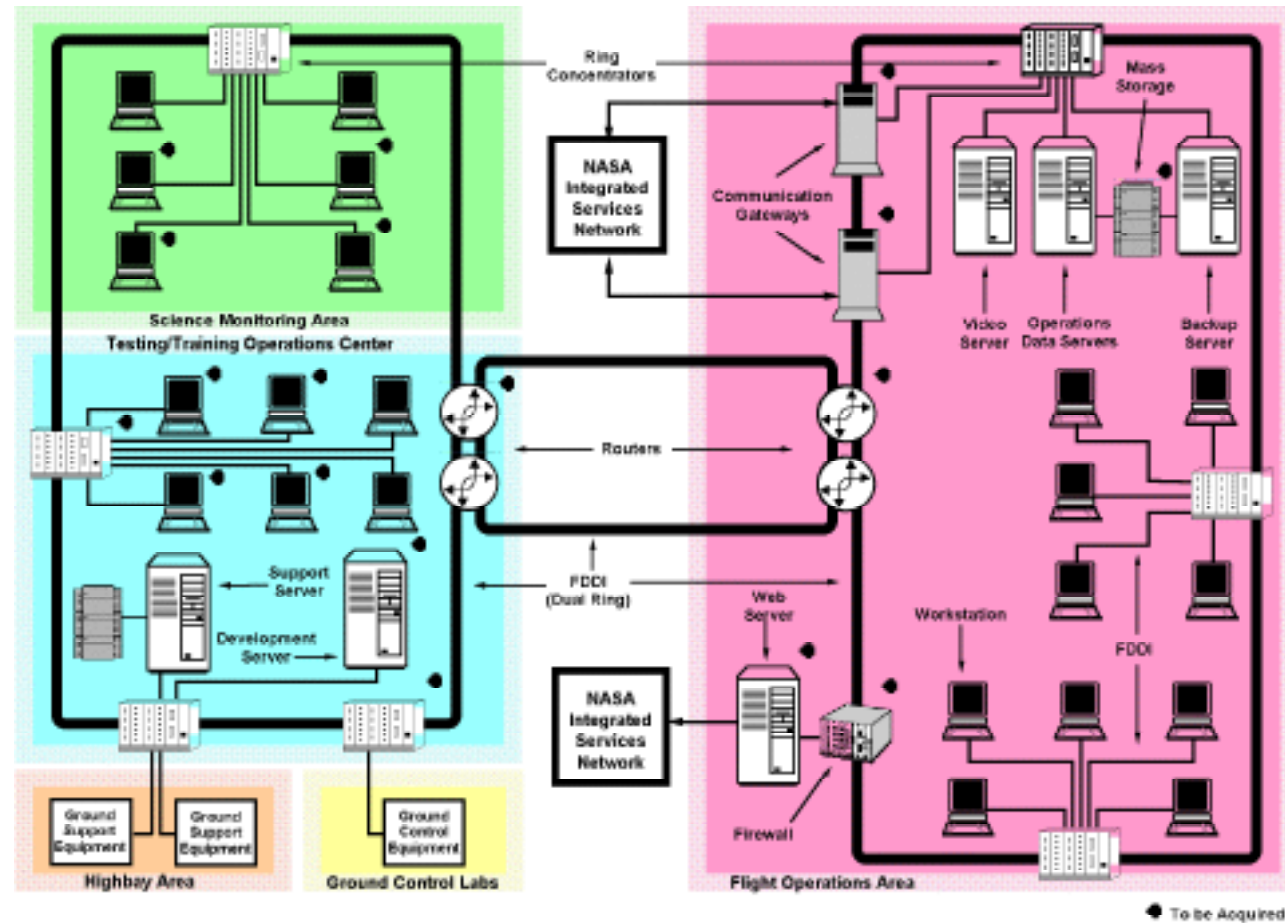 Ring
Concentrators
Mass
Storage
NASA
Integrated
Services
Network
Communication
Gateways
Science Monitoring Area
Testing/Training Operations Center
Video
Server
Operations
Data Servers
Backup
Server
Routers
Support
Server
FDDI
(Dual Ring)
Web
Server
Workstation
Development
Server
FDDI
NASA
Integrated
Services
Network
Ground
Support
Equipment
Ground
Support
Equipment
Ground
Control
Equipment
Firewall
Highbay Area
Ground Control Labs
Flight Operations Area
To be Acquired